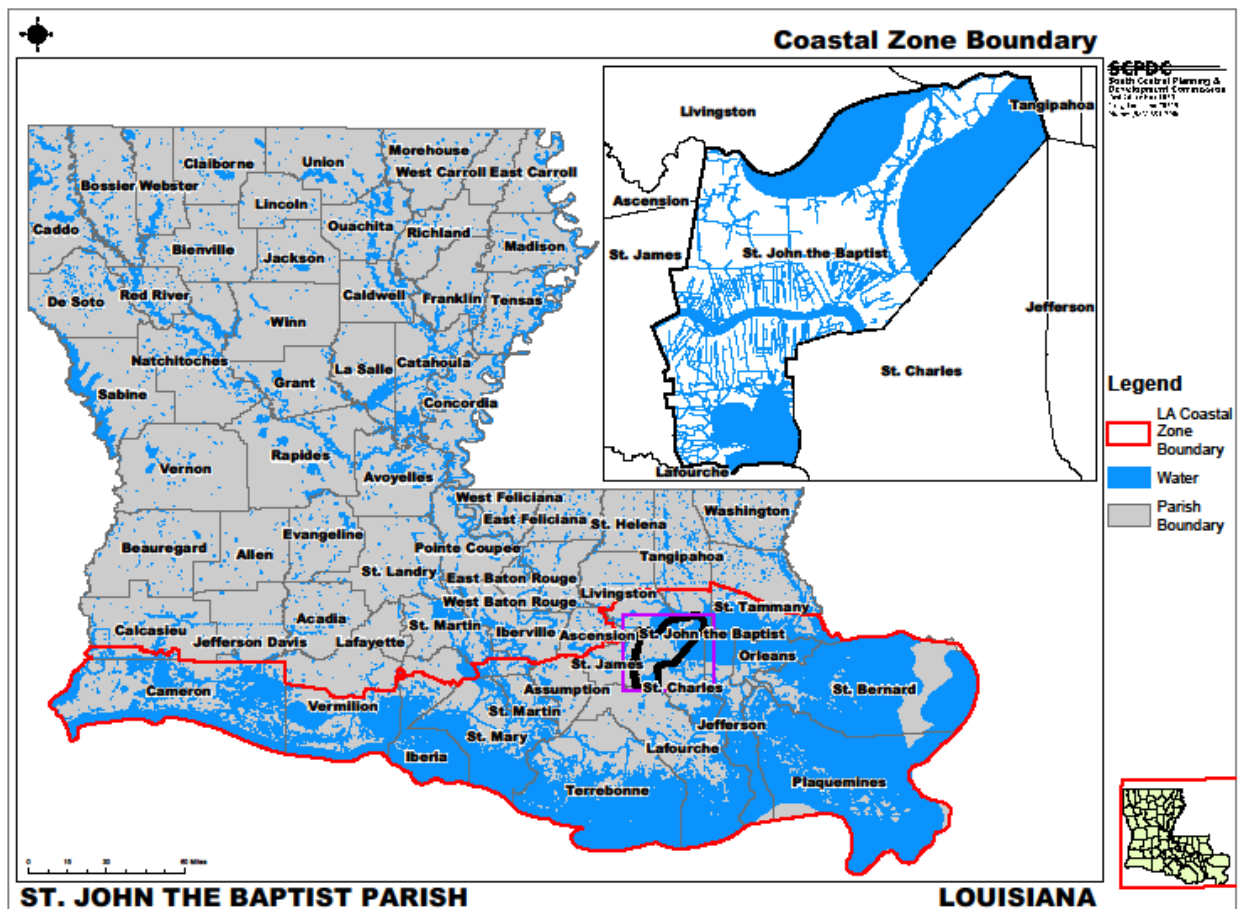 Coastal Zone Boundary
SCPDC
South Central Planning &
Development Commission
Livingston
Tangipahoa
Ascension
St. James
St. John the Baptist
Jefferson
St. Charles
Lafourche
Legend
LA Coastal
Zone
Boundary
Water
Parish
Boundary
Morehouse
Claiborne
Union
West Carroll
East Carroll
Bossier
Webster
Lincoln
Caddo
Ouachita
Richland
Madison
Bienville
Jackson
De Soto
Red River
Caldwell
Franklin
Tensas
Winn
Natchitoches
La Salle
Catahoula
Sabine
Grant
Concordia
Vernon
Rapides
Avoyelles
West Feliciana
East Feliciana
St. Helena
Washington
Beauregard
Allen
Evangeline
Pointe Coupee
Tangipahoa
St. Landry
East Baton Rouge
Livingston
West Baton Rouge
St. Tammany
Calcasieu
Jefferson Davis
Acadia
Lafayette
St. Martin
Iberville
Ascension
St. John the Baptist
Orleans
St. James
Cameron
Vermilion
Assumption
St. Charles
St. Bernard
St. Martin
Jefferson
St. Mary
Lafourche
Iberia
Terrebonne
Plaquemines
0 15 30 60 Miles
ST. JOHN THE BAPTIST PARISH
LOUISIANA